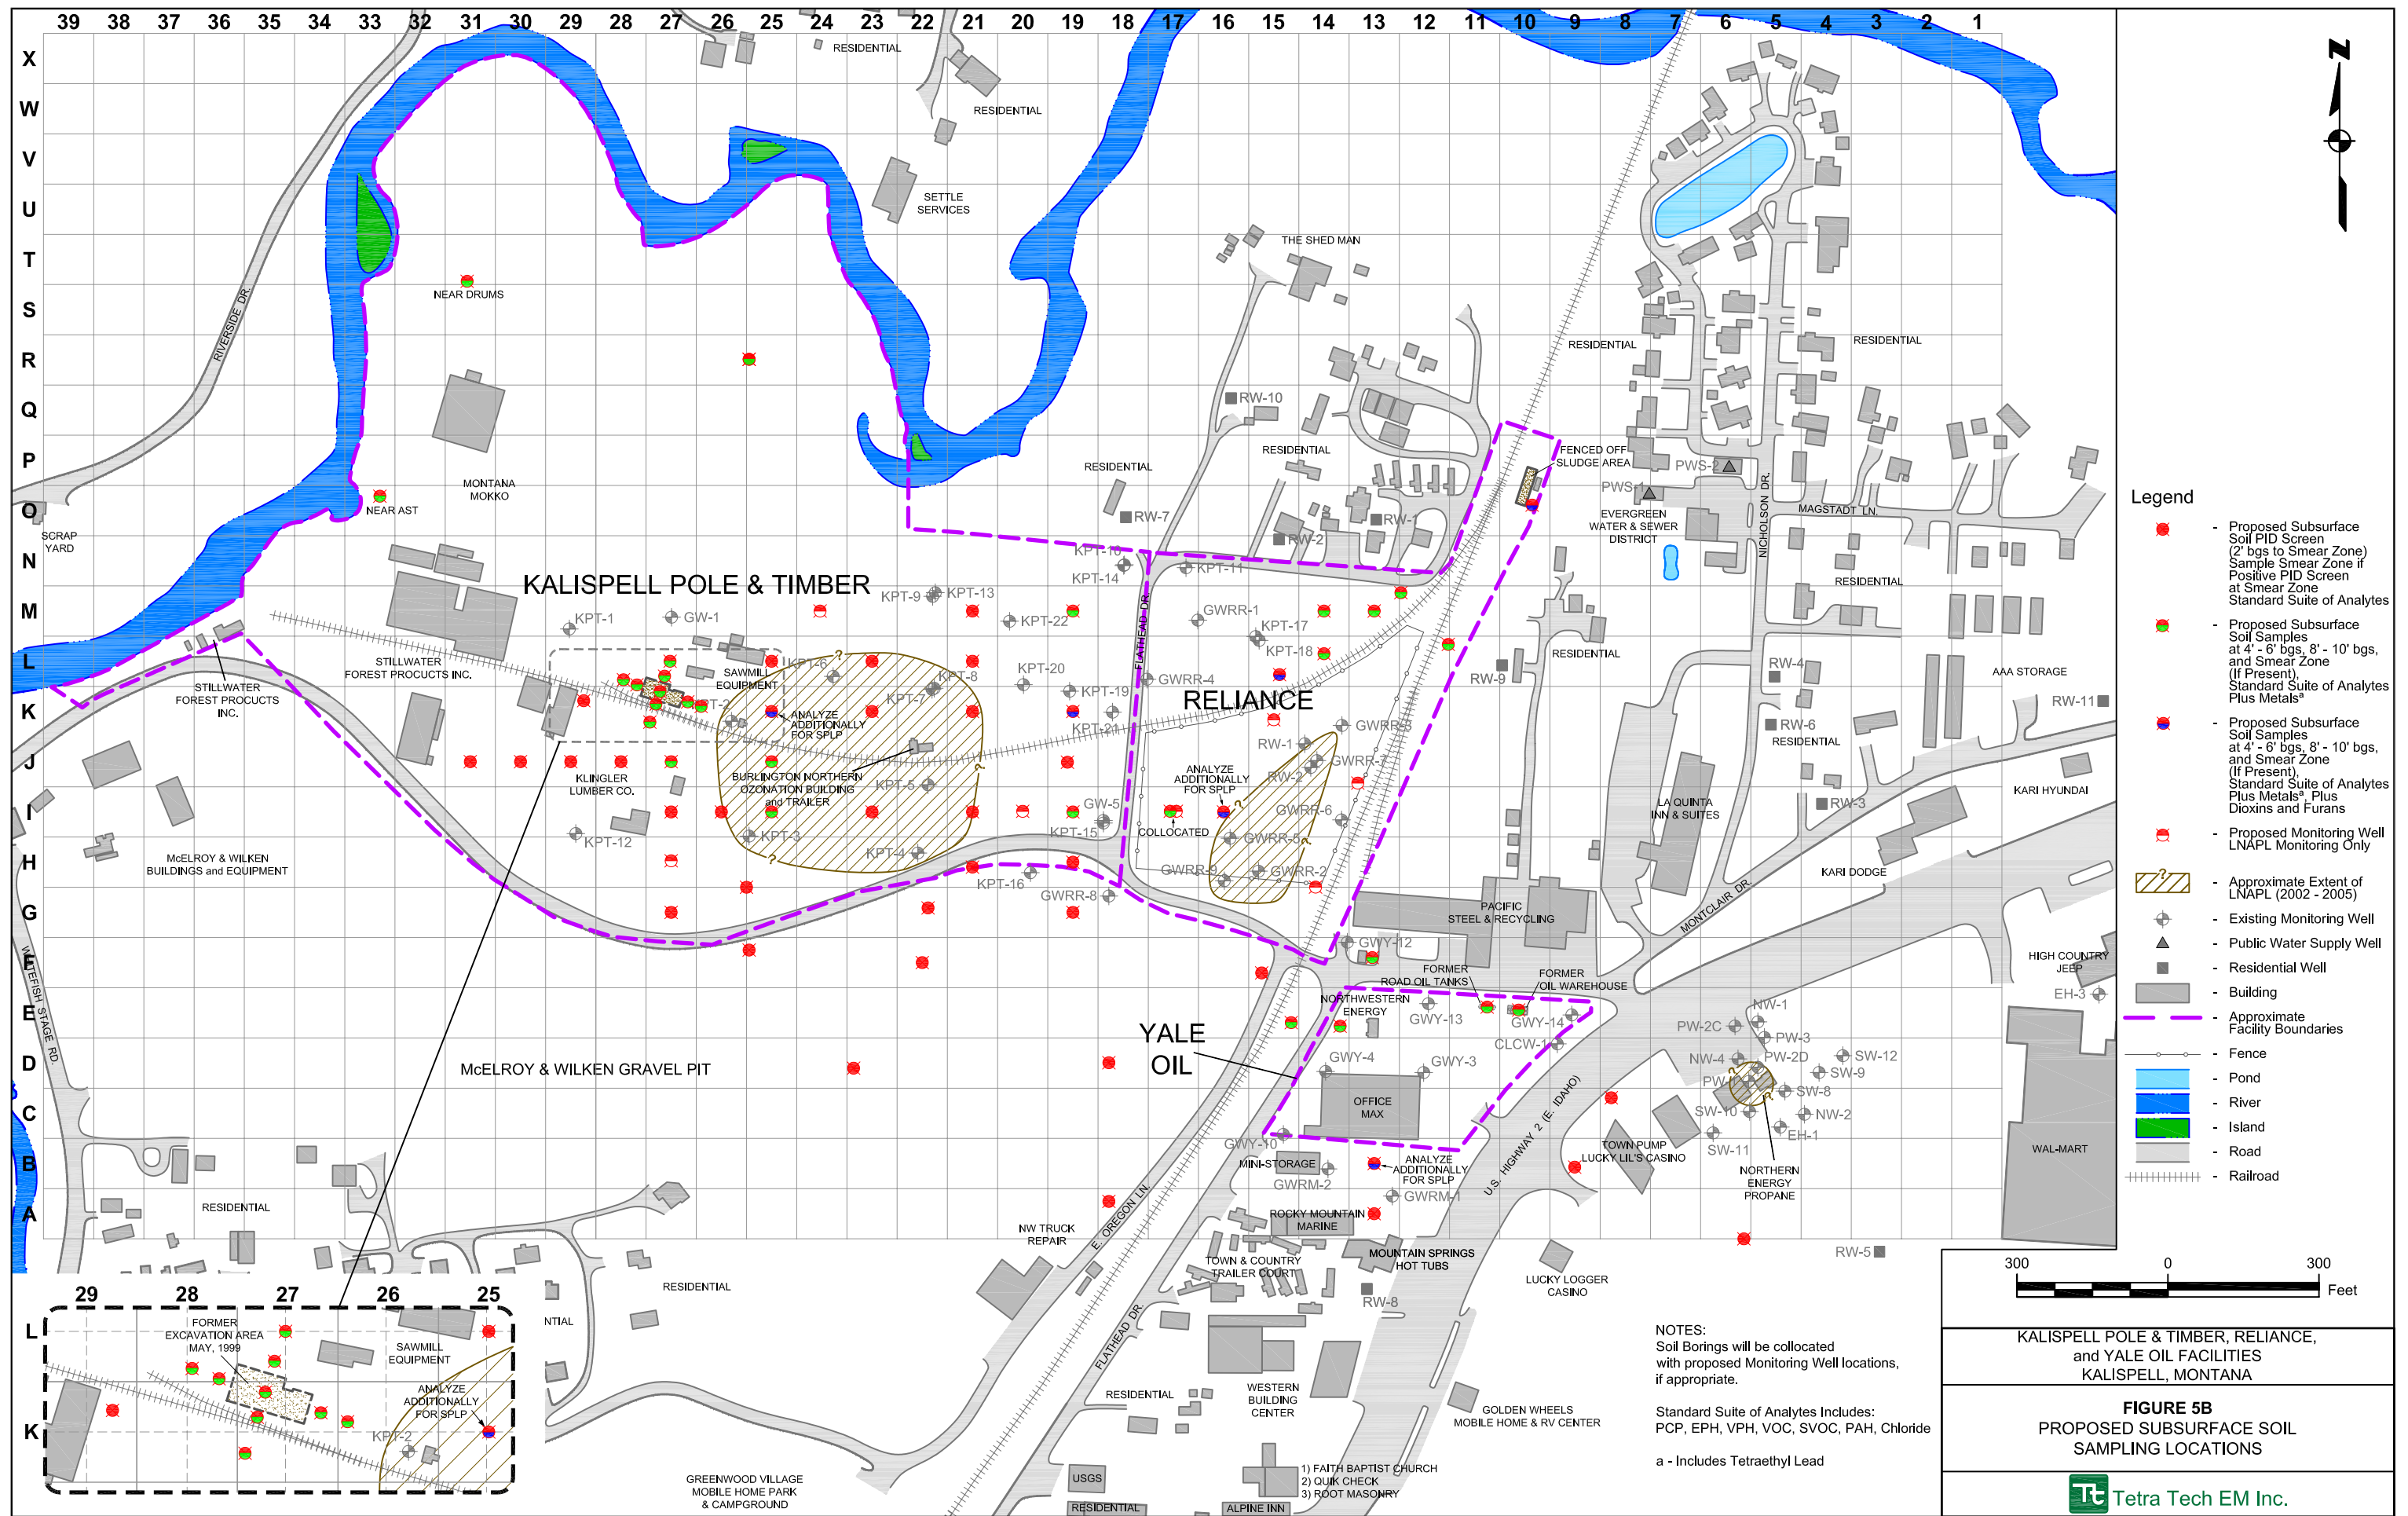 39 38 37 36 35 34 33 32 31 30 29 28 27 26 25 24 23 22 21 20 19 18 17 16 15 14 13 12 11 10 9 8 7 6 5 4 3 2 1
X
W
V
U
T
S
R
Q
P
O
N
M
L
K
J
I
H
G
F
E
D
C
B
A
RESIDENTIAL
RESIDENTIAL
SETTLE
SERVICES
THE SHED MAN
RIVERSIDE DR.
NEAR DRUMS
MONTANA
MOKKO
NEAR AST
SCRAP
YARD
RESIDENTIAL
RW-7
RW-10
RESIDENTIAL
RW-1
RW-2
RESIDENTIAL
RESIDENTIAL
FENCED OFF
SLUDGE AREA
PWS-2
PWS-1
EVERGREEN
WATER & SEWER
DISTRICT
NICHOLSON DR.
MAGSTADT LN.
RESIDENTIAL
KALISPELL POLE & TIMBER
KPT-1
GW-1
KPT-9
KPT-13
KPT-22
KPT-10
KPT-14
KPT-11
FLATHEAD DR.
GWRR-1
KPT-17
KPT-18
KPT-6
KPT-7
KPT-8
KPT-20
KPT-19
KPT-21
GWRR-4
RELIANCE
RW-9
RESIDENTIAL
RW-4
AAA STORAGE
RW-11
RW-6
RESIDENTIAL
RW-3
KARI HYUNDAI
STILLWATER
FOREST PRODUCTS INC.
STILLWATER
FOREST PRODUCTS
INC.
SAWMILL
EQUIPMENT
ANALYZE
ADDITIONALLY
FOR SPLP
KLINGLER
LUMBER CO.
BURLINGTON NORTHERN
OZONATION BUILDING
and TRAILER
KPT-5
KPT-3
KPT-4
KPT-12
GW-5
KPT-15
KPT-16
GWRR-8
COLLOCATED
ANALYZE
ADDITIONALLY
FOR SPLP
RW-1
RW-2
GWRR-3
GWRR-7
GWRR-6
GWRR-5
GWRR-9
GWRR-2
LA QUINTA
INN & SUITES
McELROY & WILKEN
BUILDINGS and EQUIPMENT
KARI DODGE
MONTCLAIR DR.
PACIFIC
STEEL & RECYCLING
GWY-12
FORMER
ROAD OIL TANKS
FORMER
OIL WAREHOUSE
NORTHWESTERN
ENERGY
GWY-13
GWY-14
CLCW-1
HIGH COUNTRY
JEEP
EH-3
WHITEFISH STAGE RD.
McELROY & WILKEN GRAVEL PIT
YALE
OIL
GWY-4
GWY-3
OFFICE
MAX
GWY-10
NW-1
PW-2C
PW-3
NW-4
PW-2D
SW-12
SW-9
SW-8
SW-10
NW-2
EH-1
SW-11
U.S. HIGHWAY 2 (E. IDAHO)
TOWN PUMP
LUCKY LIL'S CASINO
NORTHERN
ENERGY
PROPANE
WAL-MART
MINI-STORAGE
GWRM-2
ANALYZE
ADDITIONALLY
FOR SPLP
GWRM-1
ROCKY MOUNTAIN
MARINE
E. OREGON LN.
NW TRUCK
REPAIR
RESIDENTIAL
RESIDENTIAL
TOWN & COUNTRY
TRAILER COURT
MOUNTAIN SPRINGS
HOT TUBS
RW-8
LUCKY LOGGER
CASINO
RW-5
FLATHEAD DR.
RESIDENTIAL
WESTERN
BUILDING
CENTER
GOLDEN WHEELS
MOBILE HOME & RV CENTER
USGS
RESIDENTIAL
ALPINE INN
1) FAITH BAPTIST CHURCH
2) QUIK CHECK
3) ROOT MASONRY
GREENWOOD VILLAGE
MOBILE HOME PARK
& CAMPGROUND
29 28 27 26 25
L
K
FORMER
EXCAVATION AREA
MAY, 1999
SAWMILL
EQUIPMENT
ANALYZE
ADDITIONALLY
FOR SPLP
KPT-2
N
Legend
- Proposed Subsurface
Soil PID Screen
(2' bgs to Smear Zone)
Sample Smear Zone if
Positive PID Screen
at Smear Zone
Standard Suite of Analytes
- Proposed Subsurface
Soil Samples
at 4' - 6' bgs, 8' - 10' bgs,
and Smear Zone
(If Present),
Standard Suite of Analytes
Plus Metalsª
- Proposed Subsurface
Soil Samples
at 4' - 6' bgs, 8' - 10' bgs,
and Smear Zone
(If Present),
Standard Suite of Analytes
Plus Metalsª, Plus
Dioxins and Furans
- Proposed Monitoring Well
LNAPL Monitoring Only
- Approximate Extent of
LNAPL (2002 - 2005)
- Existing Monitoring Well
- Public Water Supply Well
- Residential Well
- Building
- Approximate
Facility Boundaries
- Fence
- Pond
- River
- Island
- Road
- Railroad
300 0 300
Feet
NOTES:
Soil Borings will be collocated
with proposed Monitoring Well locations,
if appropriate.
Standard Suite of Analytes Includes:
PCP, EPH, VPH, VOC, SVOC, PAH, Chloride
a - Includes Tetraethyl Lead
KALISPELL POLE & TIMBER, RELIANCE,
and YALE OIL FACILITIES
KALISPELL, MONTANA
FIGURE 5B
PROPOSED SUBSURFACE SOIL
SAMPLING LOCATIONS
Tt Tetra Tech EM Inc.